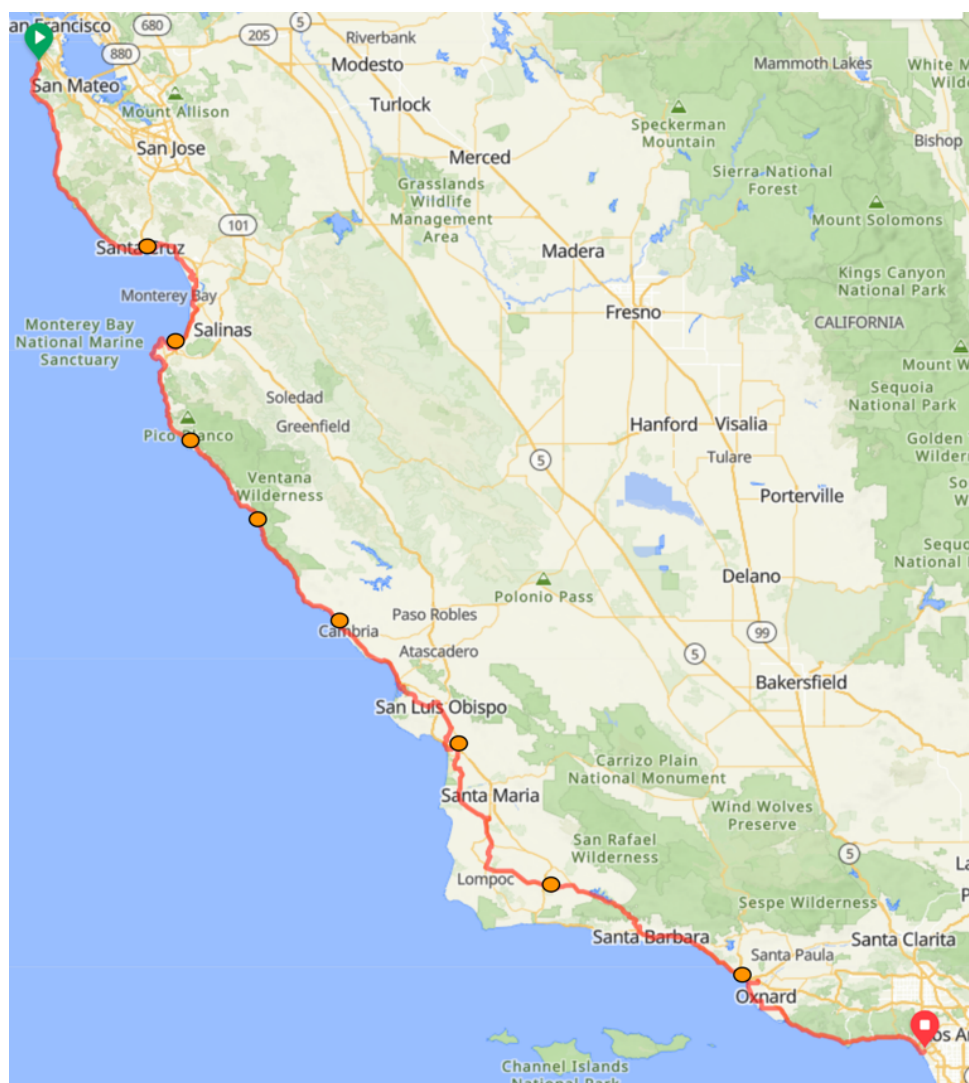 an Francisco
680
5
205
Riverbank
880
Modesto
Mammoth Lakes
White M
Wilde
San Mateo
Mount Allison
Turlock
Speckerman
Mountain
San Jose
Merced
Bishop
Grasslands
Wildlife
Management
Area
Sierra National
Forest
101
Mount Solomons
Santa Cruz
Madera
Kings Canyon
National Park
Monterey Bay
Monterey Bay
National Marine
Sanctuary
Salinas
Fresno
CALIFORNIA
Mount W
Sequoia
National Park
Soledad
Greenfield
Pico Blanco
Hanford
Visalia
Golden
Wilder
Tulare
5
Ventana
Wilderness
Porterville
So
W
Sequo
National
Delano
Polonio Pass
Paso Robles
Cambria
99
Atascadero
5
Bakersfield
San Luis Obispo
Carrizo Plain
National Monument
Santa Maria
Wind Wolves
Preserve
San Rafael
Wilderness
5
La
P
Lompoc
Sespe Wilderness
Santa Barbara
Santa Clarita
Santa Paula
Oxnard
os An
Channel Islands
National Park